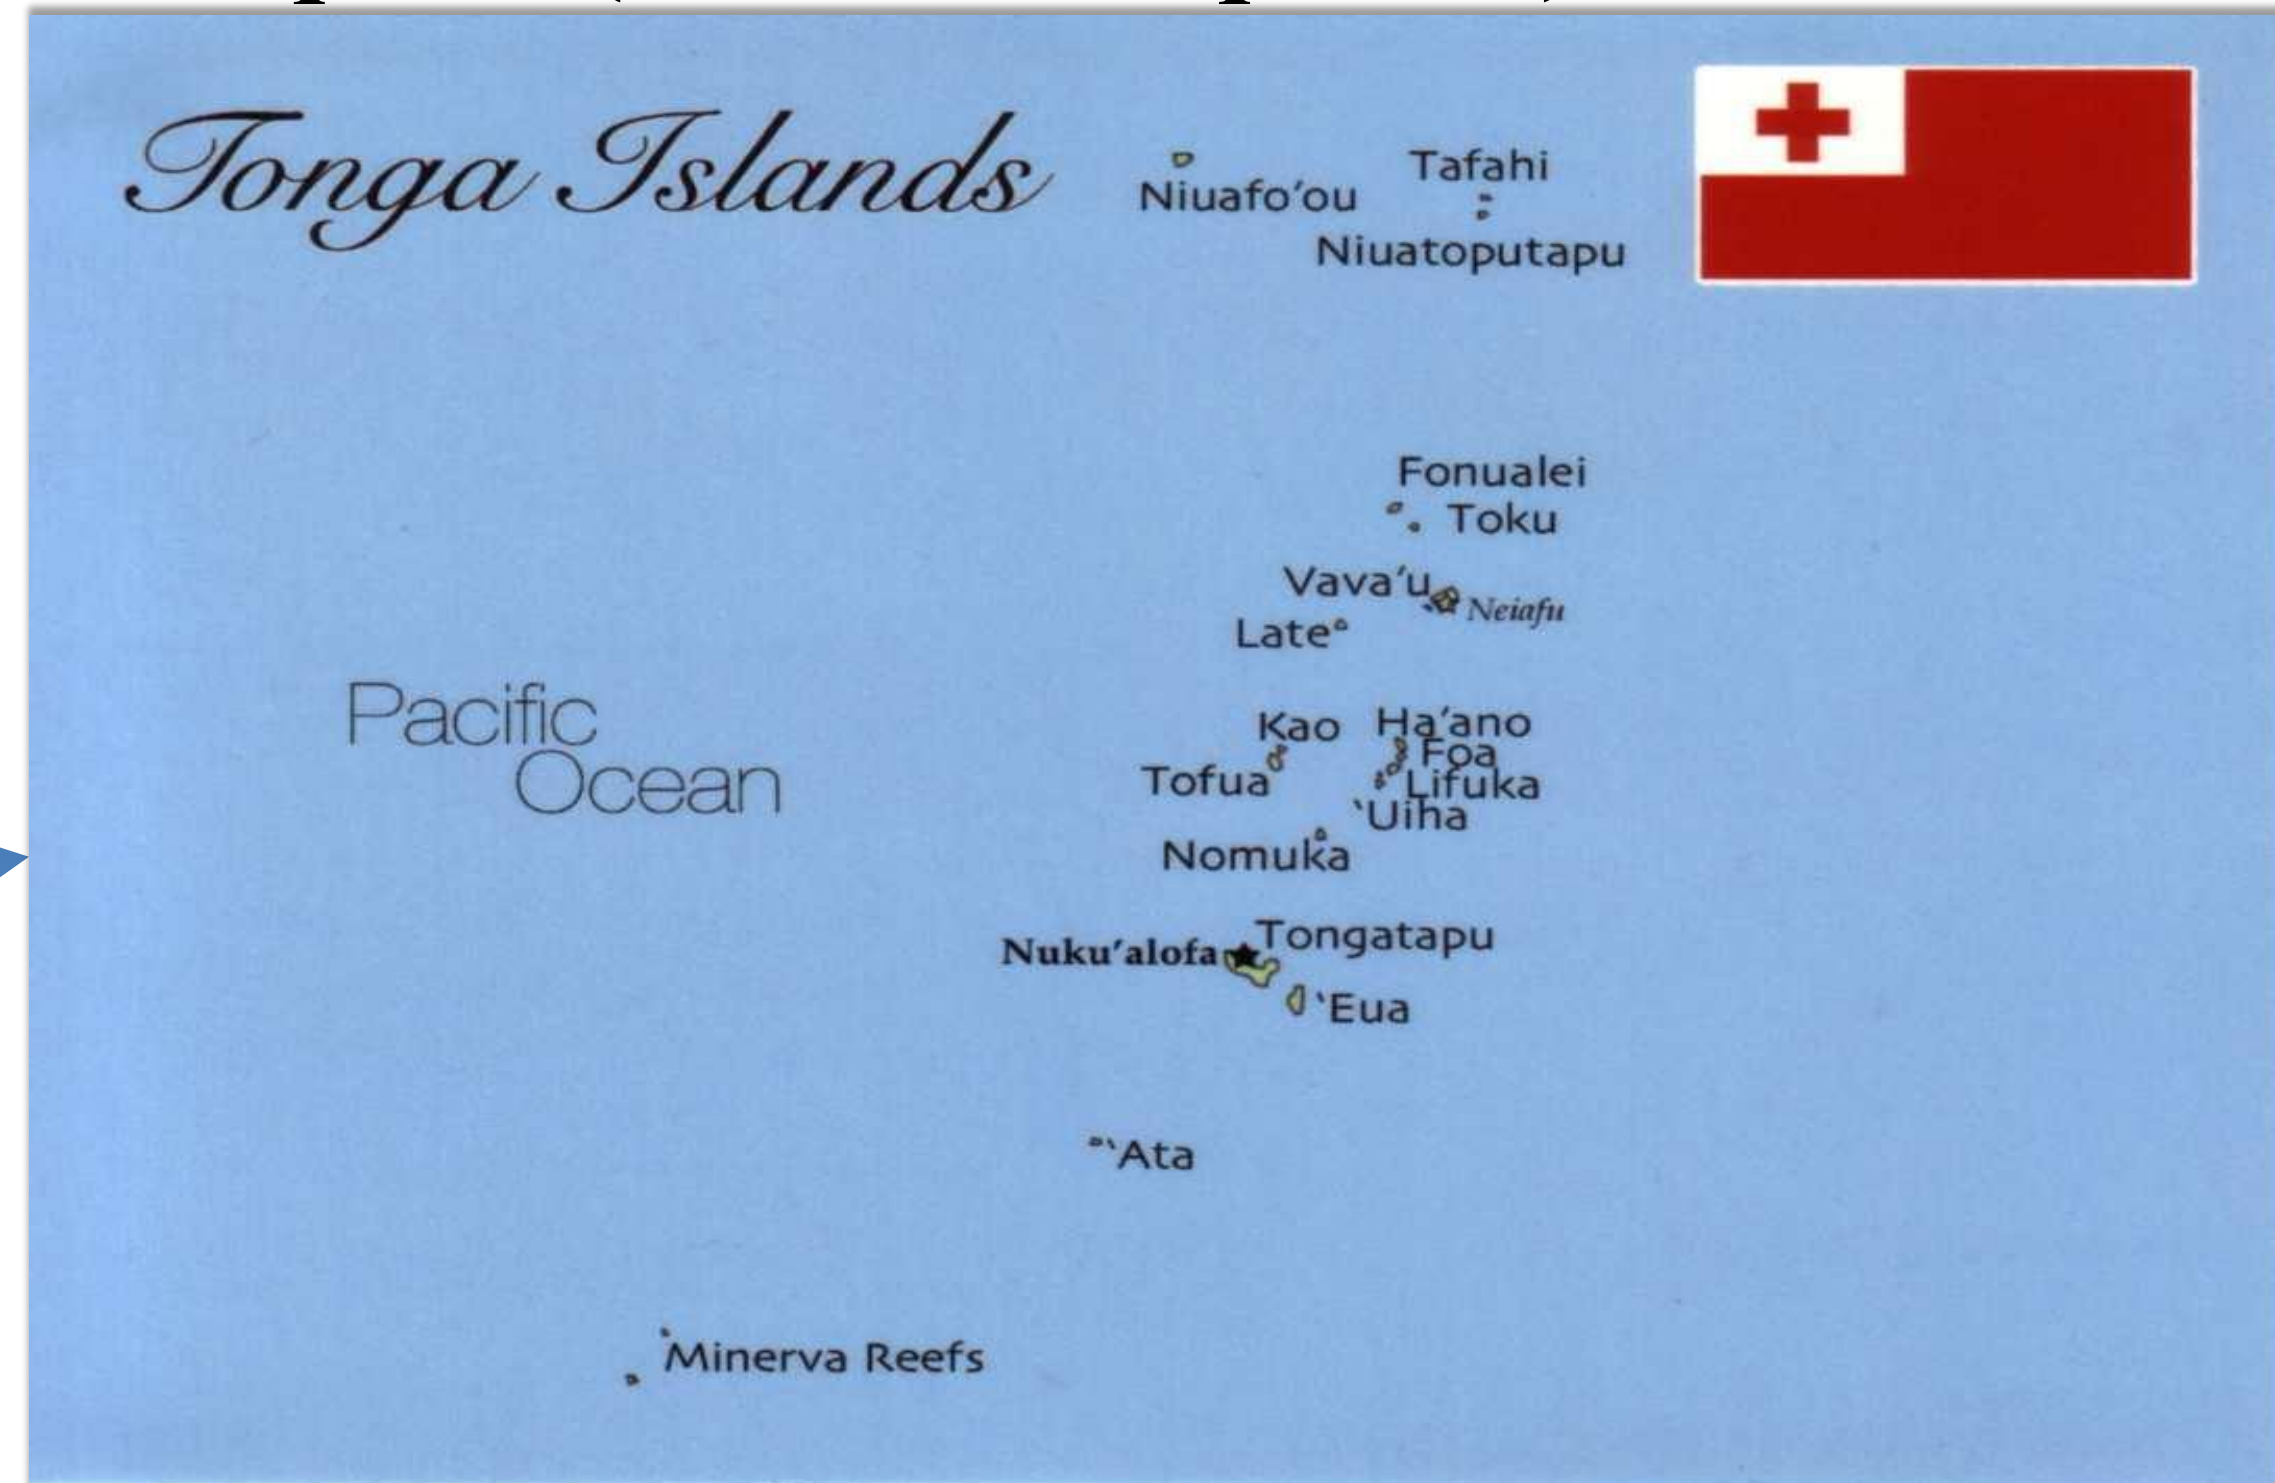 Tonga Islands
Niuafo'ou
Tafahi
Niuatoputapu
Fonualei
Toku
Vava'u
Neiafu
Late
Pacific
Ocean
Kao
Ha'ano
Foa
Tofua
Lifuka
‛Uiha
Nomuka
Tongatapu
Nuku'alofa
‛Eua
‛Ata
Minerva Reefs